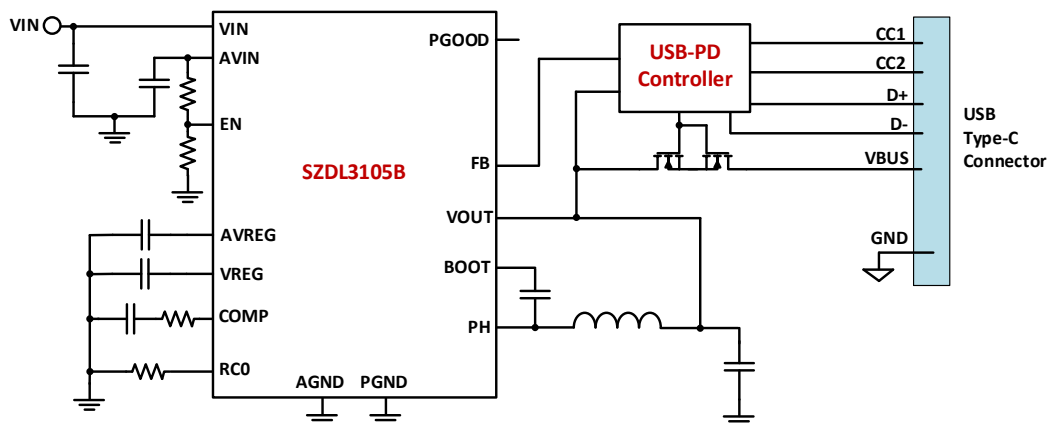 VIN
VIN
AVIN
EN
AVREG
VREG
COMP
RC0
AGND
PGND
SZDL3105B
PGOOD
FB
VOUT
BOOT
PH
USB-PD
Controller
CC1
CC2
D+
D-
VBUS
GND
USB
Type-C
Connector